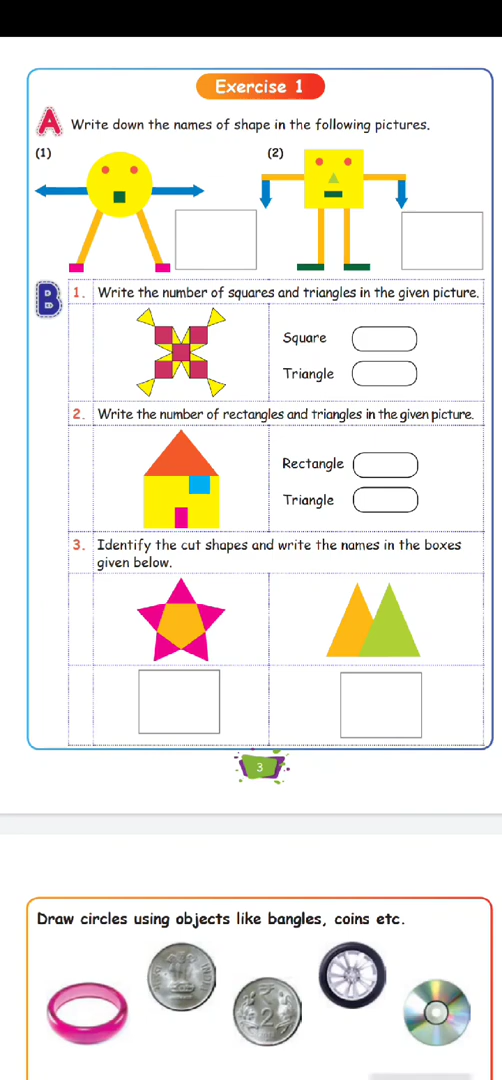 Exercise 1
A Write down the names of shape in the following pictures.
(1) (2)
B 1. Write the number of squares and triangles in the given picture.
Square
Triangle
2. Write the number of rectangles and triangles in the given picture.
Rectangle
Triangle
3. Identify the cut shapes and write the names in the boxes
given below.
3
Draw circles using objects like bangles, coins etc.
2